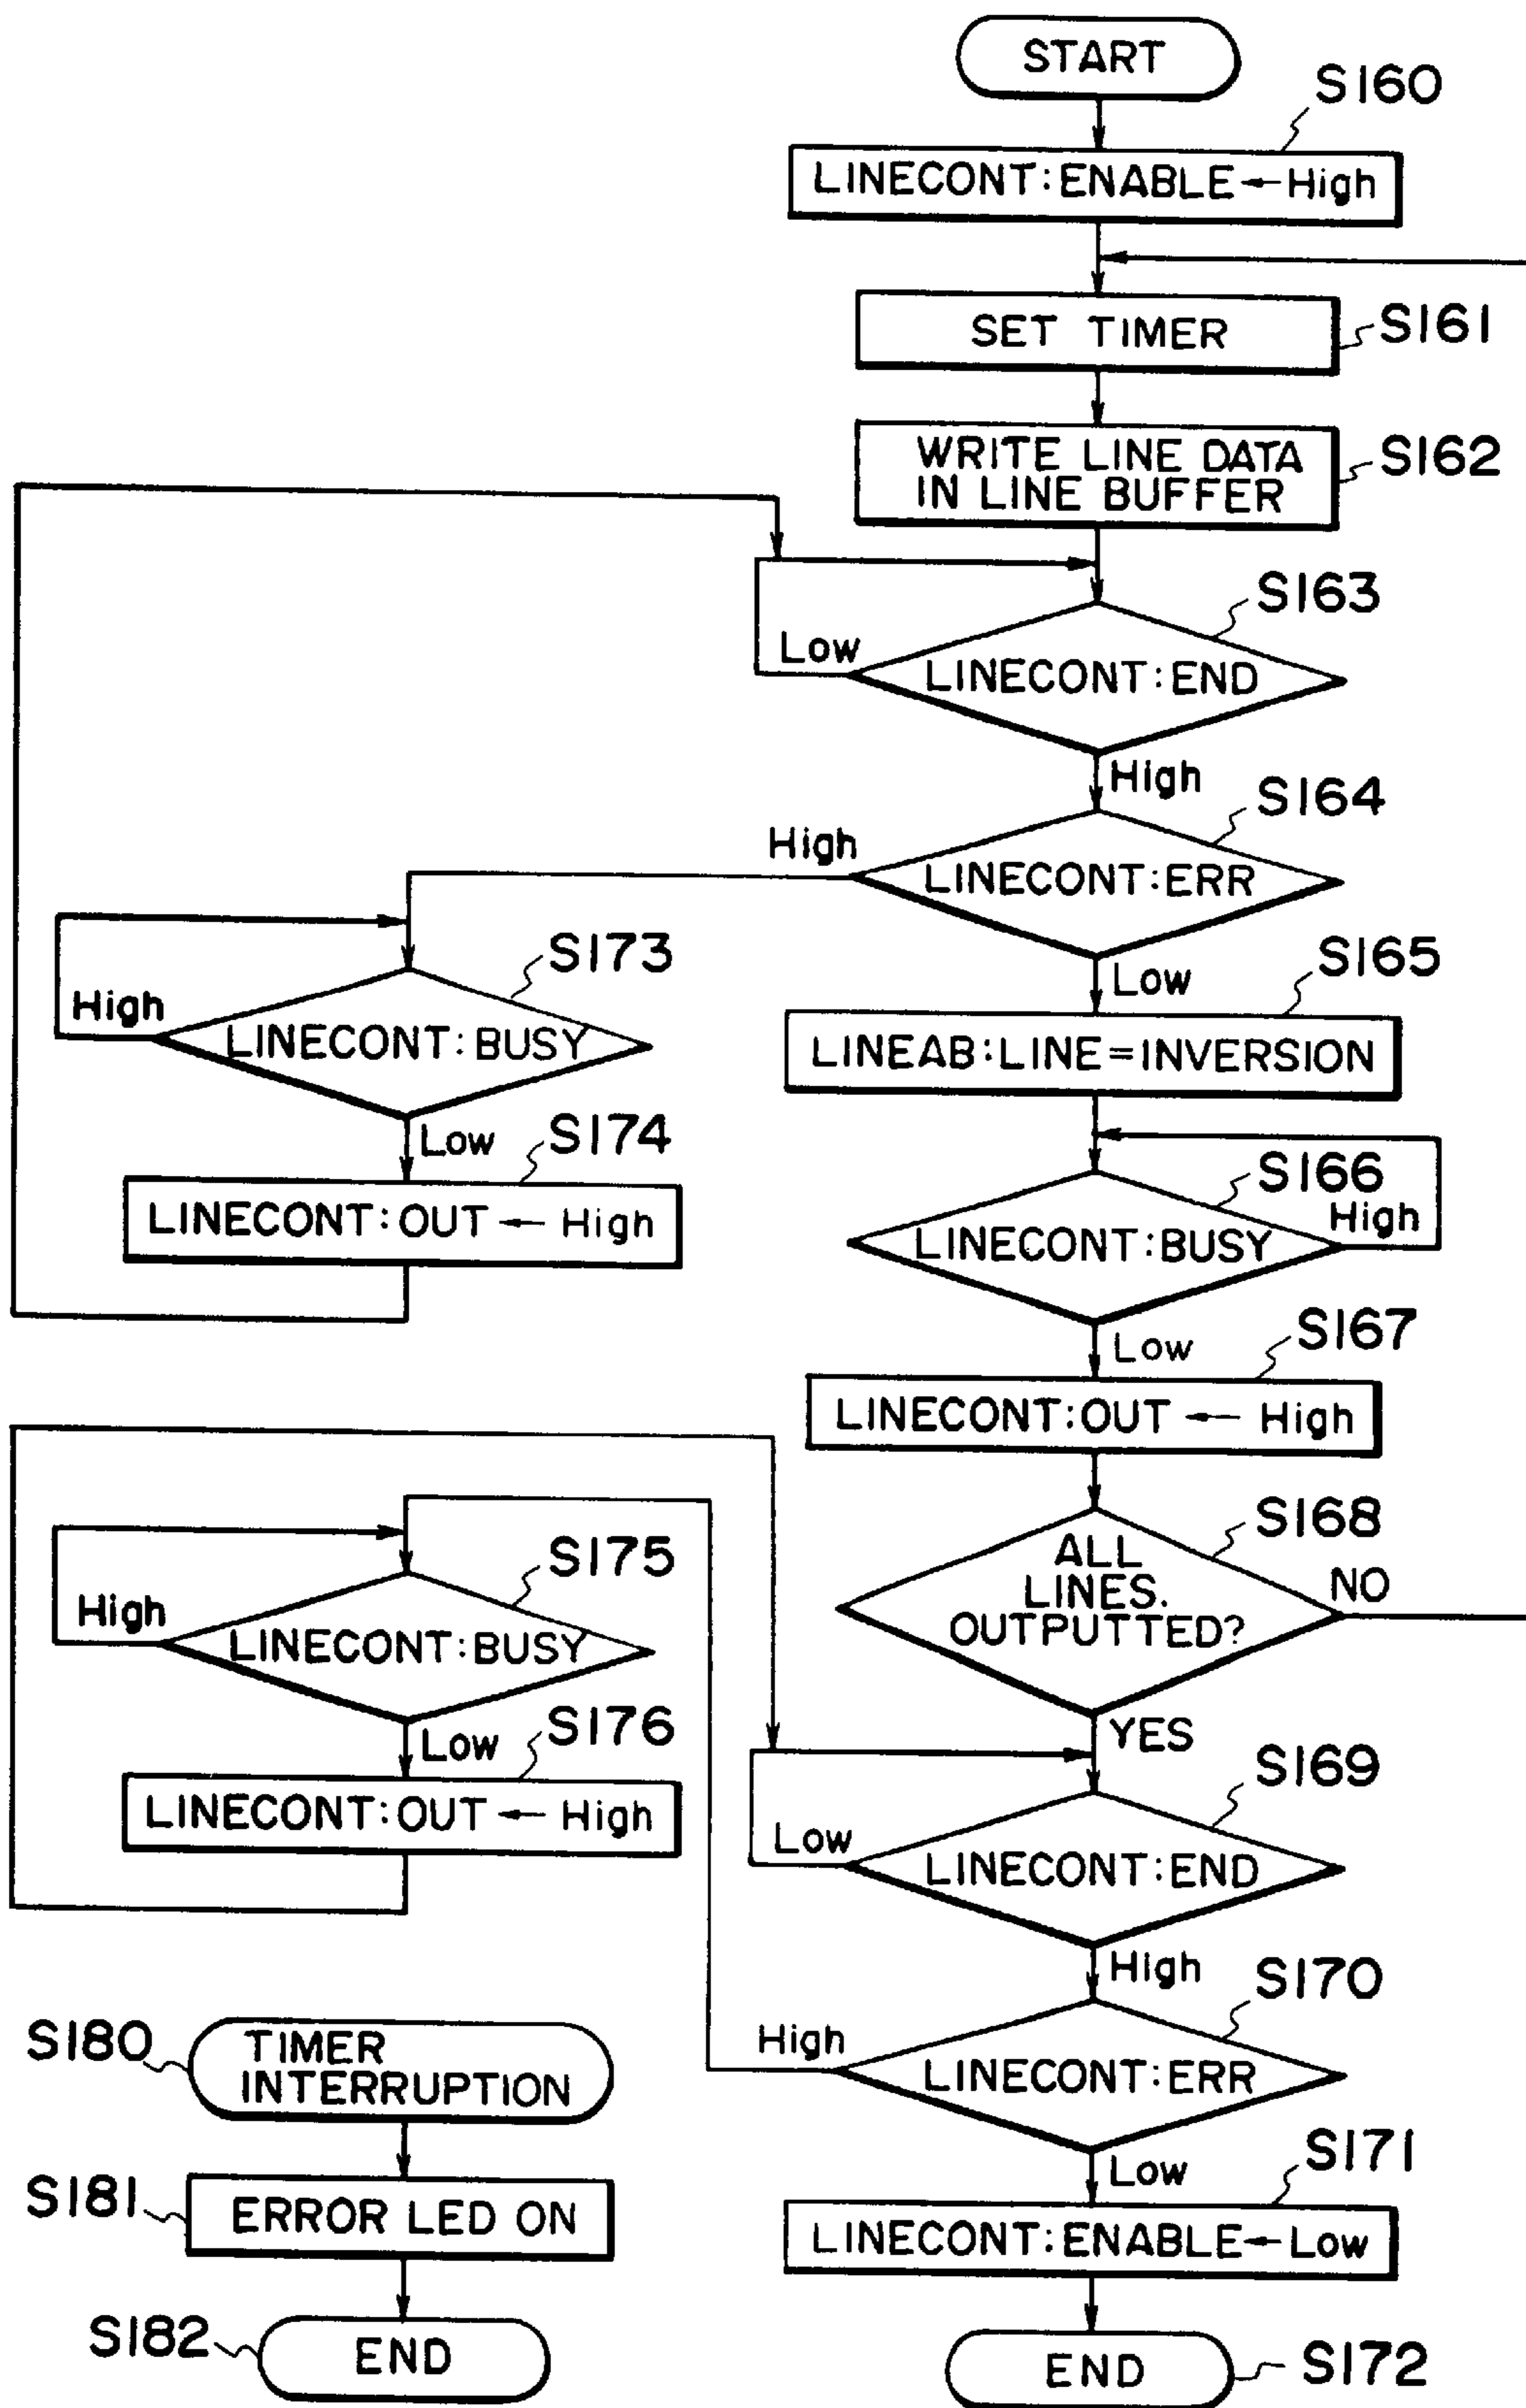 START
S160
LINECONT:ENABLE←High
SET TIMER
S161
WRITE LINE DATA
IN LINE BUFFER
S162
S163
Low
LINECONT:END
High
S164
High
LINECONT:ERR
S173
Low
S165
High
LINECONT:BUSY
LINEAB:LINE=INVERSION
Low
S174
S166
High
LINECONT:OUT ← High
LINECONT:BUSY
Low
S167
LINECONT:OUT ← High
S175
S168
ALL
LINES.
OUTPUTTED?
NO
High
LINECONT:BUSY
Low
S176
YES
S169
LINECONT:OUT ← High
Low
LINECONT:END
High
S170
S180
TIMER
INTERRUPTION
High
LINECONT:ERR
Low
S171
S181
ERROR LED ON
LINECONT:ENABLE←Low
S182
END
END
S172